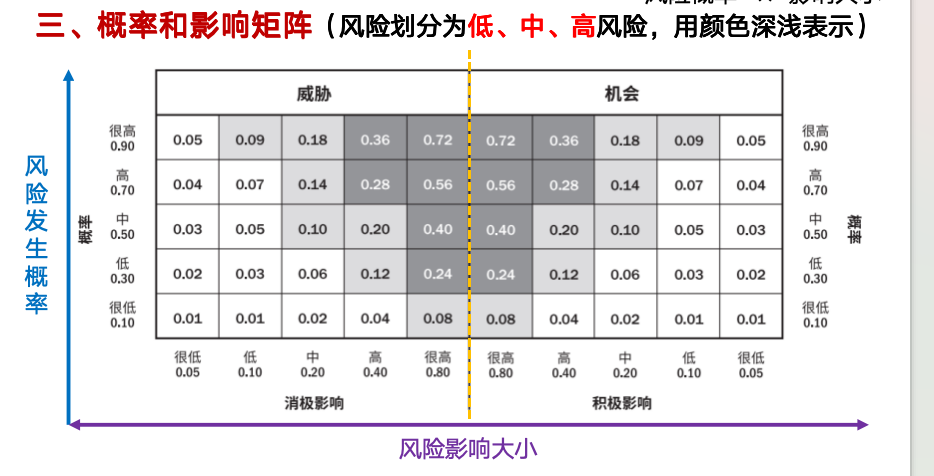 三、概率和影响矩阵（风险划分为低、中、高风险，用颜色深浅表示）
威胁 机会
很高 0.90 0.05 0.09 0.18 0.36 0.72 0.72 0.36 0.18 0.09 0.05 很高 0.90
高 0.70 0.04 0.07 0.14 0.28 0.56 0.56 0.28 0.14 0.07 0.04 高 0.70
中 0.50 0.03 0.05 0.10 0.20 0.40 0.40 0.20 0.10 0.05 0.03 中 0.50
低 0.30 0.02 0.03 0.06 0.12 0.24 0.24 0.12 0.06 0.03 0.02 低 0.30
很低 0.10 0.01 0.01 0.02 0.04 0.08 0.08 0.04 0.02 0.01 0.01 很低 0.10
风险发生概率
概率
概率
很低 低 中 高 很高 很高 高 中 低 很低
0.05 0.10 0.20 0.40 0.80 0.80 0.40 0.20 0.10 0.05
消极影响 积极影响
风险影响大小